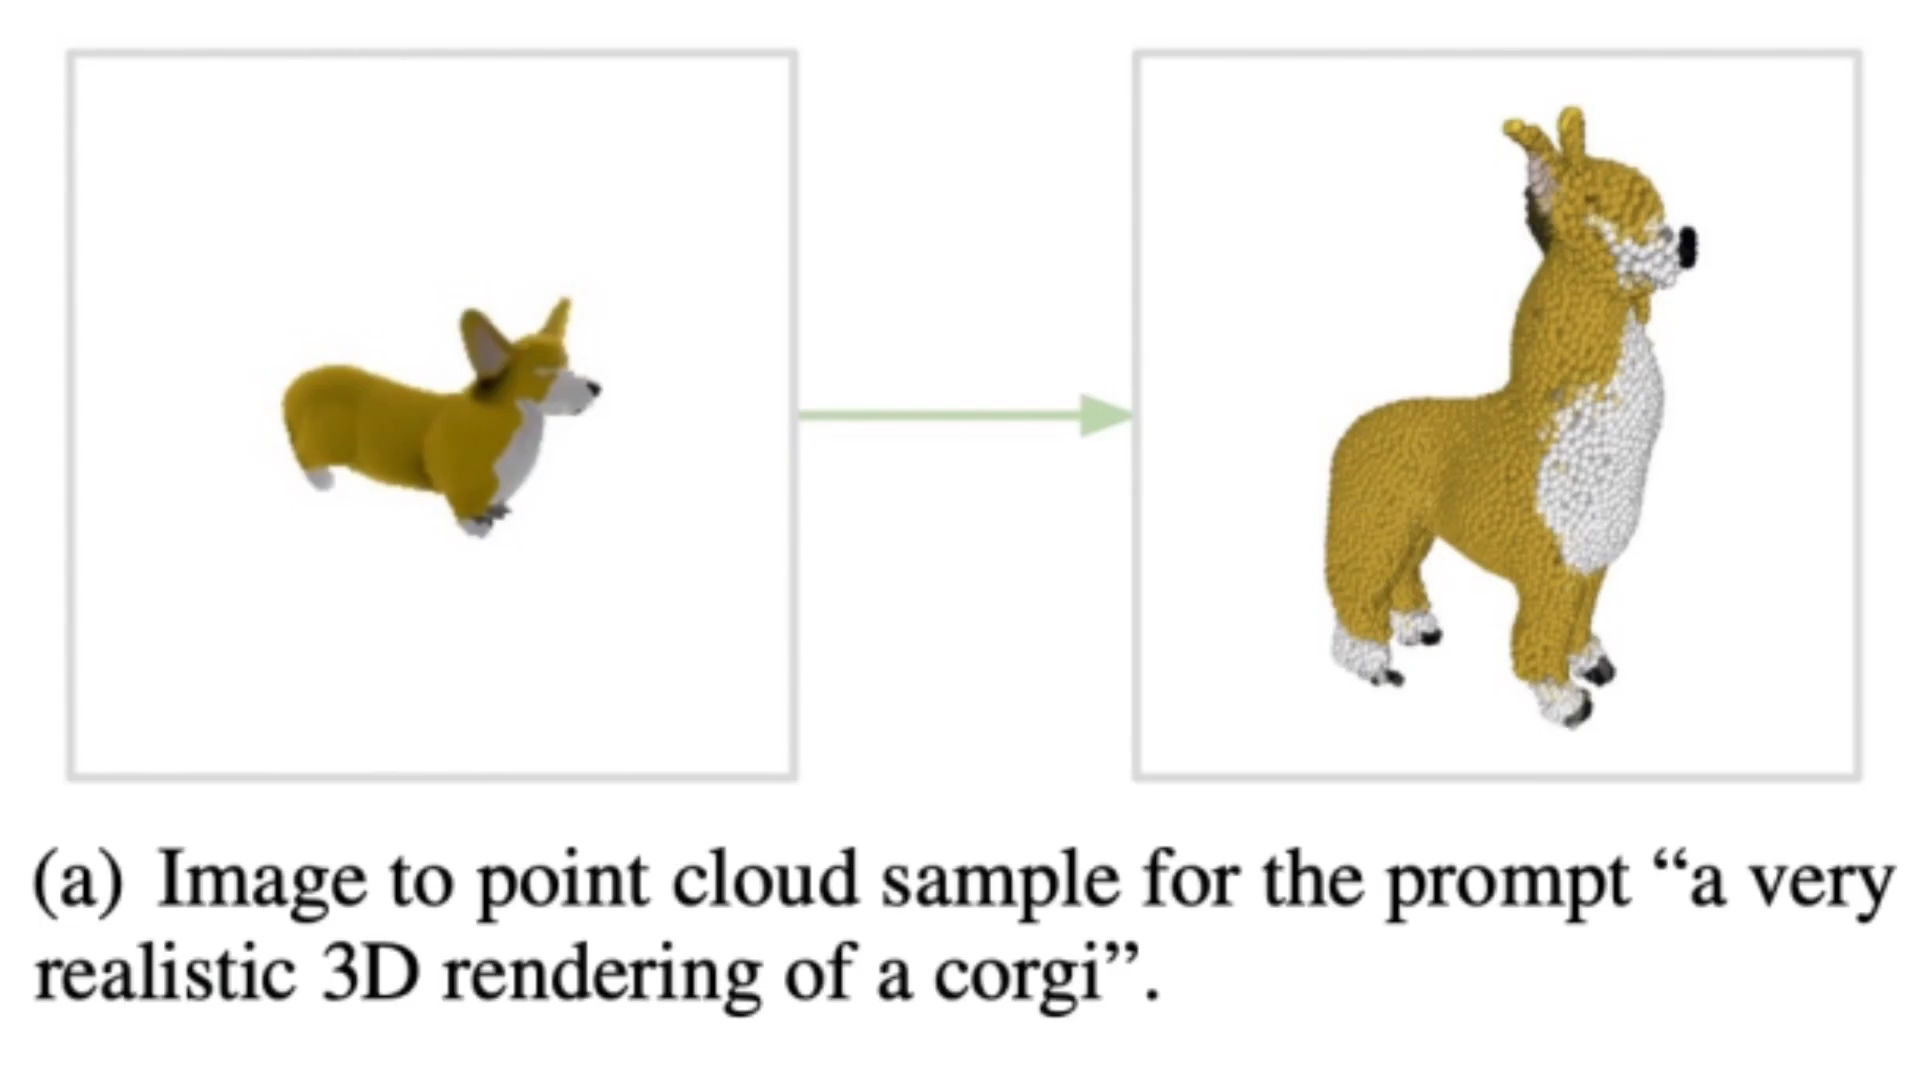 (a) Image to point cloud sample for the prompt “a very
realistic 3D rendering of a corgi”.